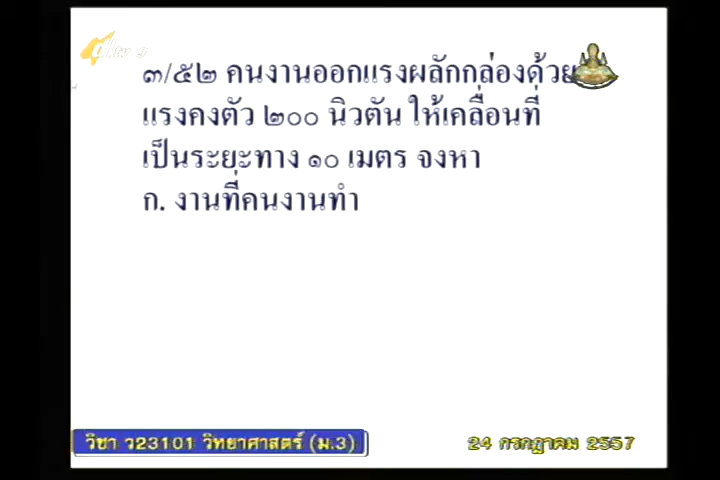 ๓/๕๒ คนงานออกแรงผลักกล่องด้วย
แรงคงตัว ๒๐๐ นิวตัน ให้เคลื่อนที่
เป็นระยะทาง ๑๐ เมตร จงหา
ก. งานที่คนงานทำ
วิชา ว23101 วิทยาศาสตร์ (ม.3)
24 กรกฎาคม 2557